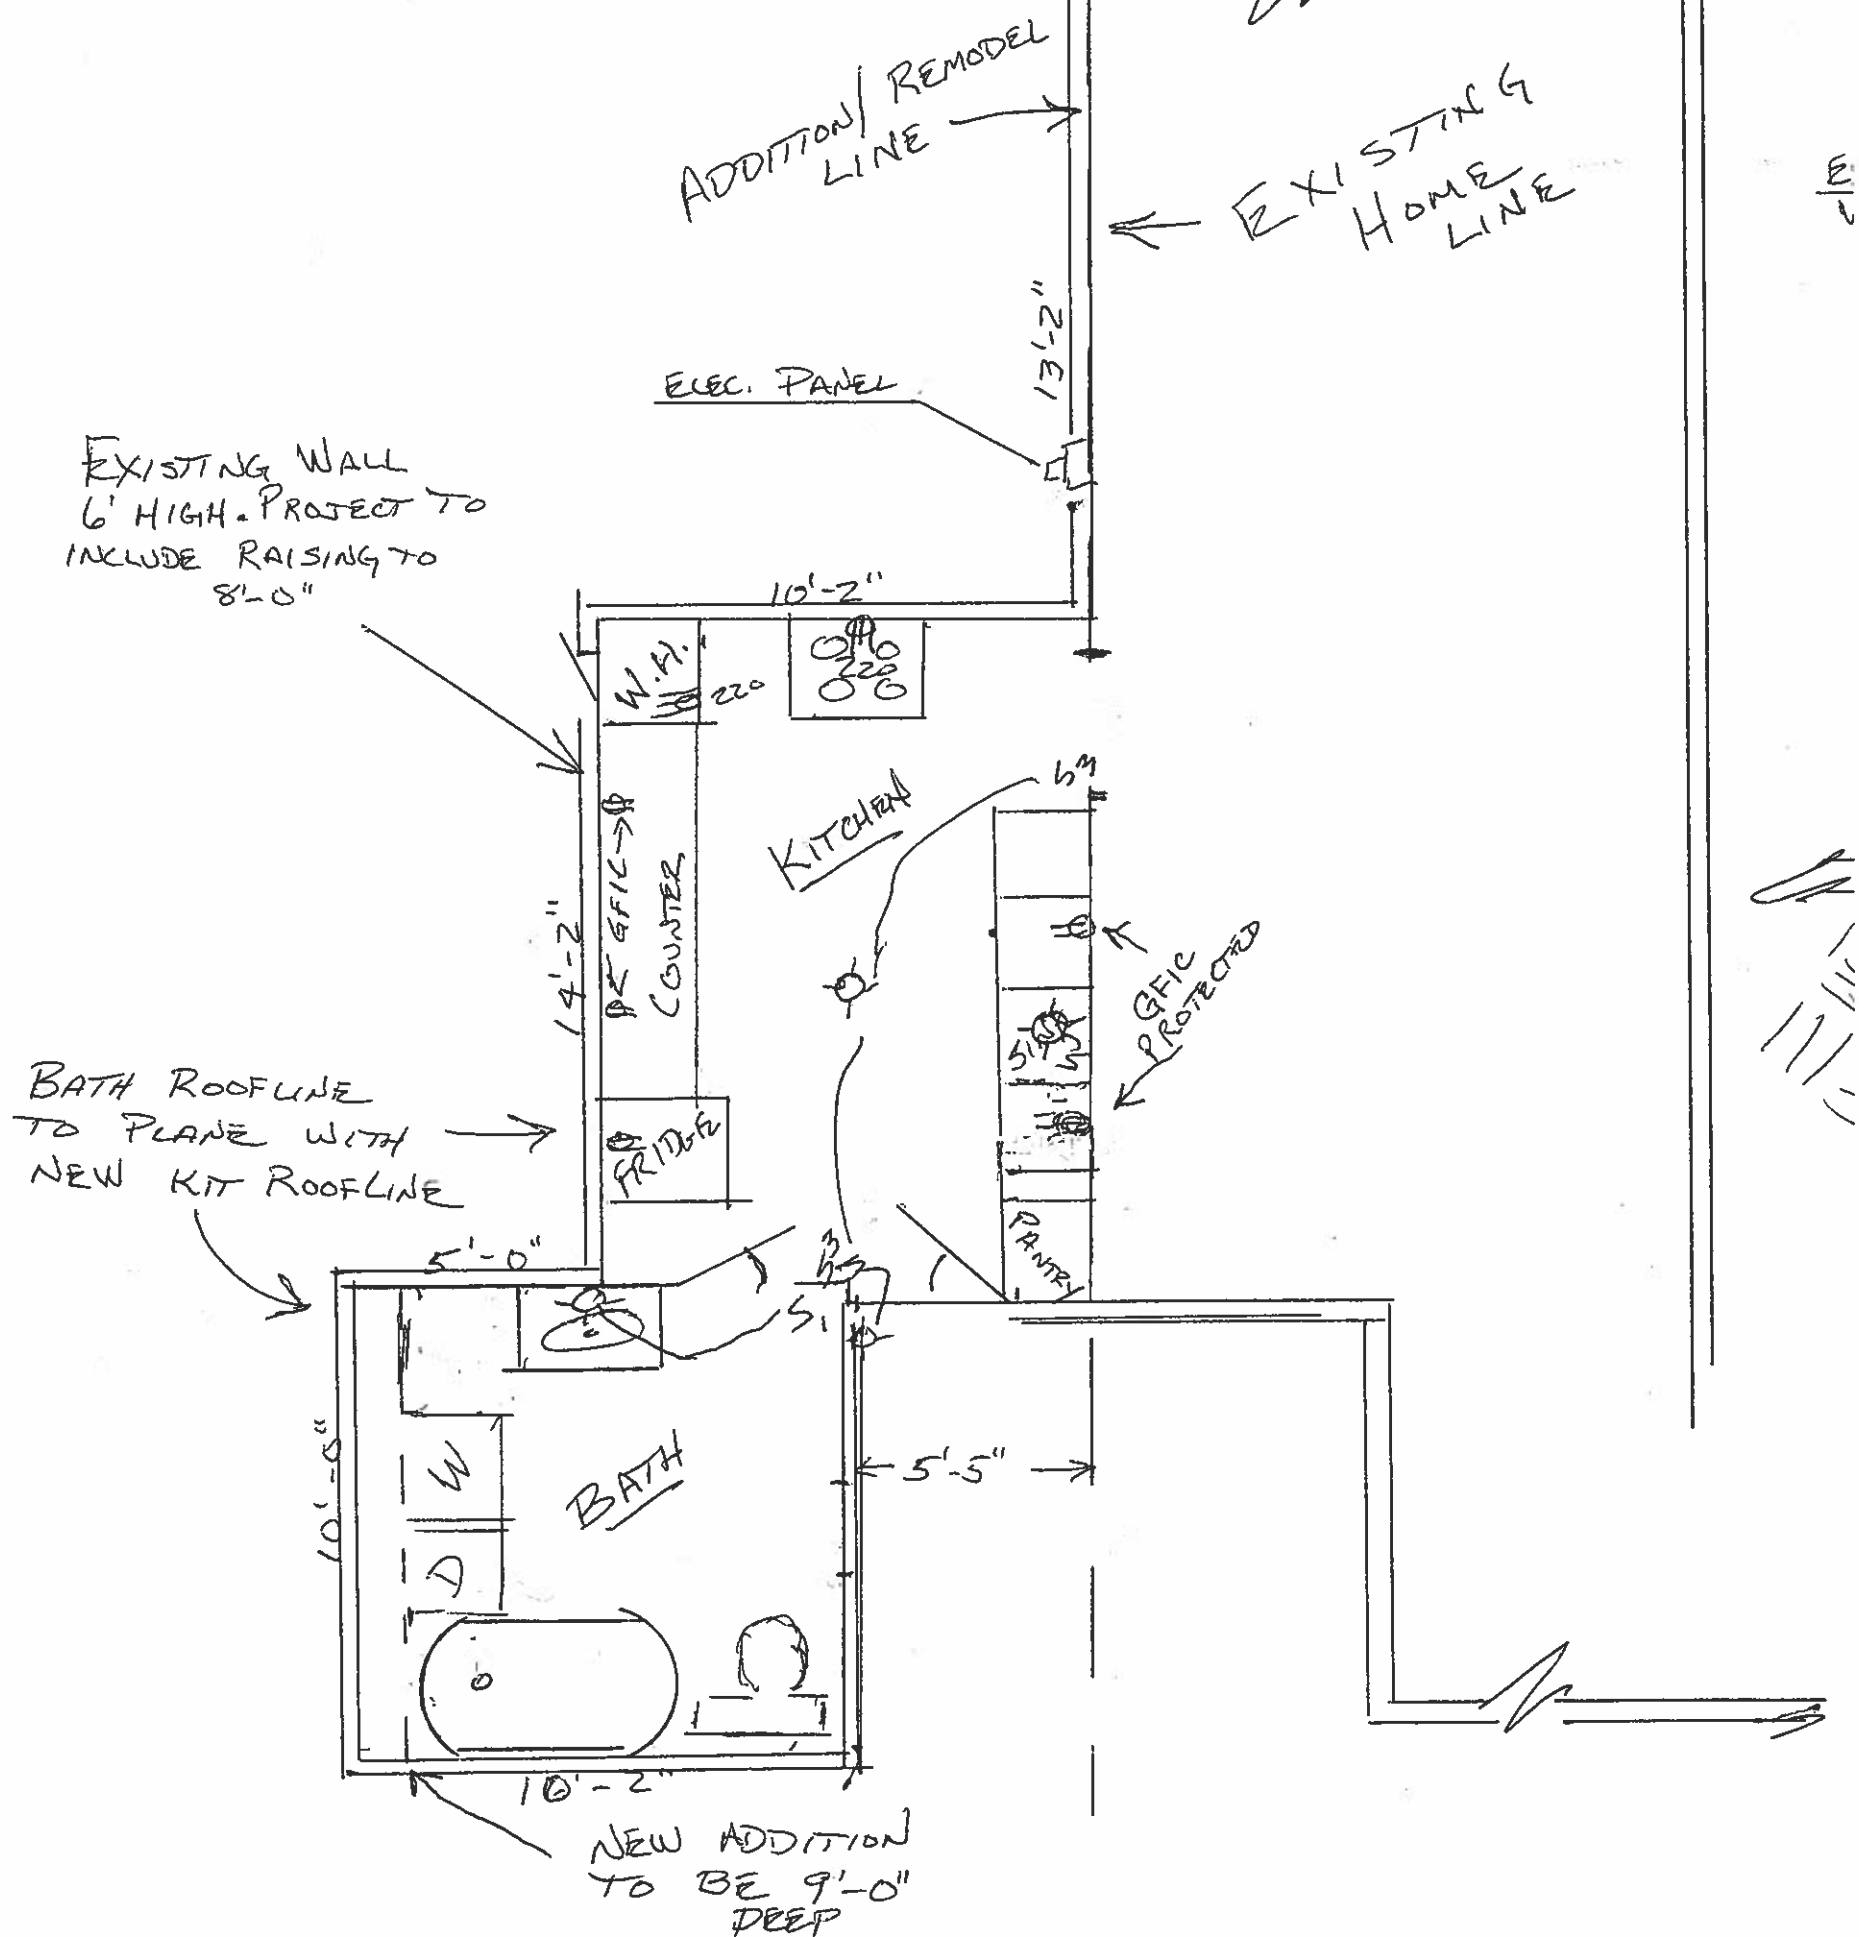 ADDITION/ REMODEL
LINE
EXISTING
HOME
LINE
13'-2"
ELEC. PANEL
EXISTING WALL
6' HIGH. PROJECT TO
INCLUDE RAISING TO
8'-0"
10'-2"
W.H.
220
220
KITCHEN
GFIC
COUNTER
14'-2"
GFIC
PROTECTED
BATH ROOFLINE
TO PLANE WITH
NEW KIT ROOFLINE
FRIDGE
PANTRY
5'-0"
S1
10'-0"
W
D
BATH
5'-5"
10'-2"
NEW ADDITION
TO BE 9'-0"
DEEP